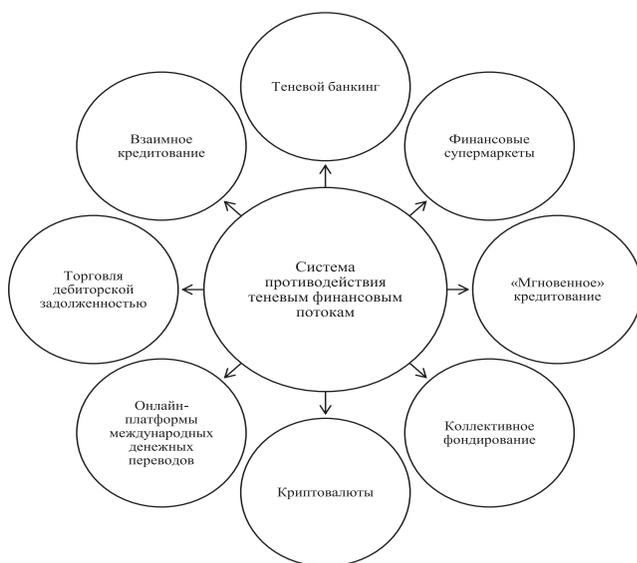 Теневой банкинг
Взаимное
кредитование
Финансовые
супермаркеты
Торговля
дебиторской
задолженностью
Система
противодействия
теневым финансовым
потокам
«Мгновенное»
кредитование
Онлайн-
платформы
международных
денежных
переводов
Коллективное
фондирование
Криптовалюты